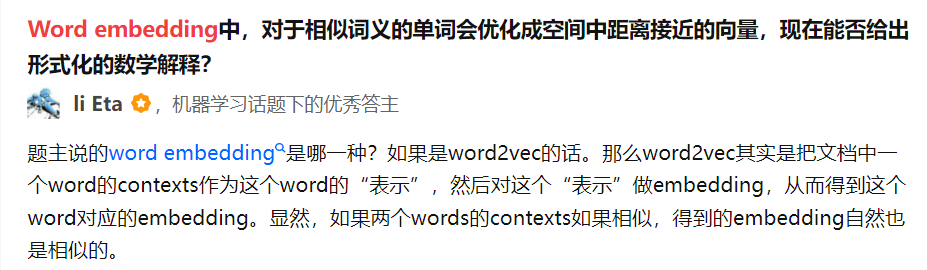 Word embedding中，对于相似词义的单词会优化成空间中距离接近的向量，现在能否给出
形式化的数学解释？
li Eta ，机器学习话题下的优秀答主
题主说的word embedding是哪一种？如果是word2vec的话。那么word2vec其实是把文档中一
个word的contexts作为这个word的“表示”，然后对这个“表示”做embedding，从而得到这个
word对应的embedding。显然，如果两个words的contexts如果相似，得到的embedding自然也
是相似的。